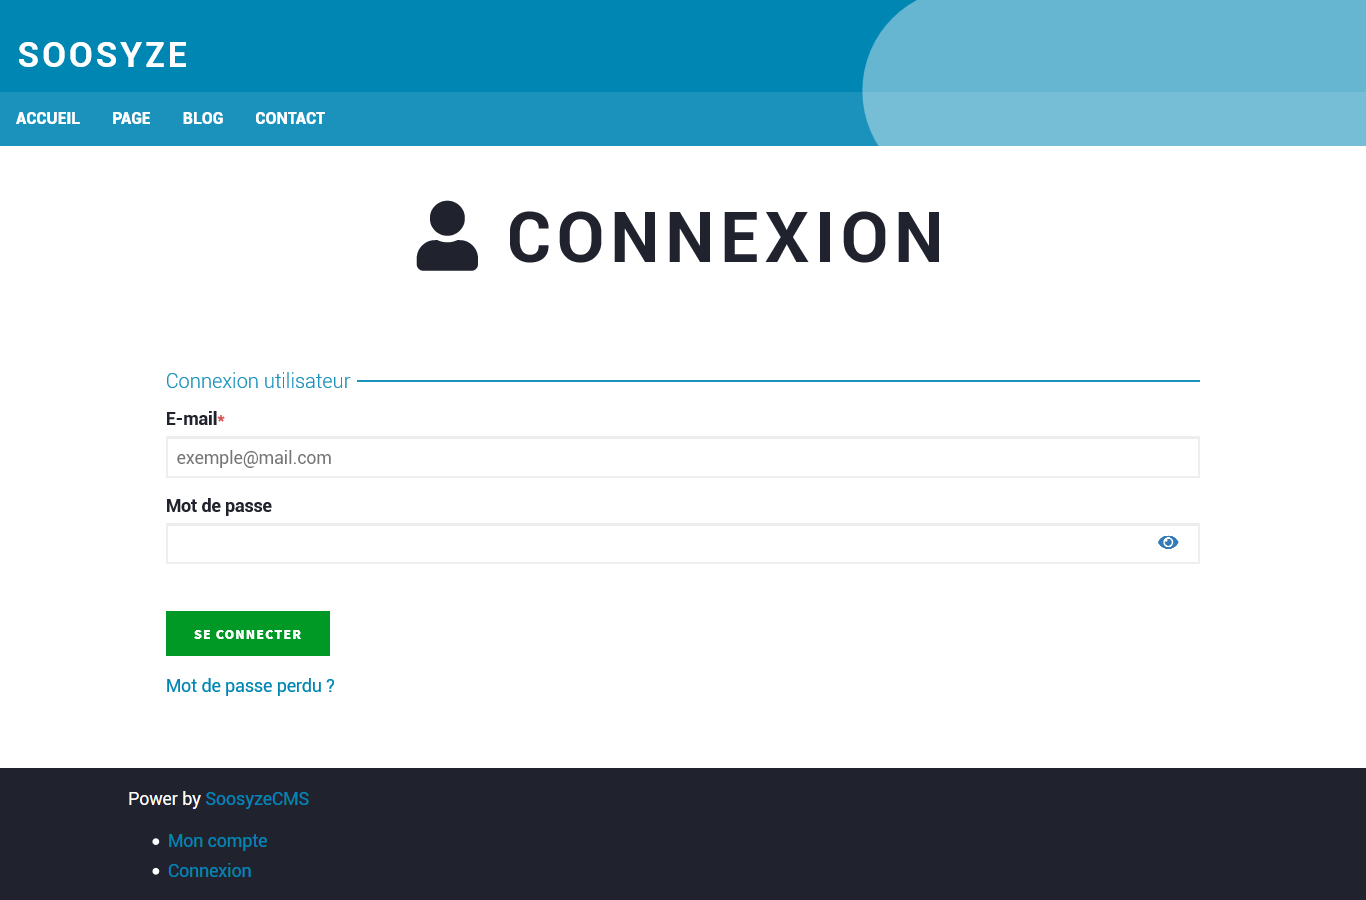 SOOSYZE
ACCUEIL PAGE BLOG CONTACT
CONNEXION
Connexion utilisateur
E-mail*
exemple@mail.com
Mot de passe
SE CONNECTER
Mot de passe perdu ?
Power by SoosyzeCMS
Mon compte
Connexion